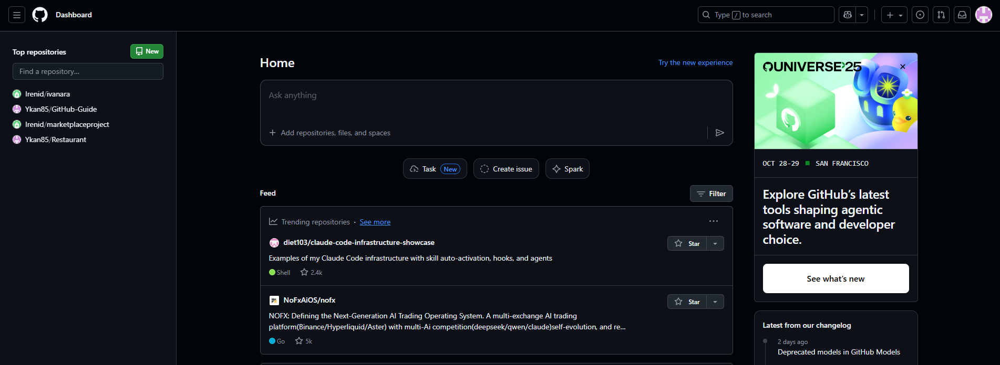 Dashboard
Type / to search
Top repositories
New
Find a repository...
Irenid/ivanara
Ykan85/GitHub-Guide
Irenid/marketplaceproject
Ykan85/Restaurant
Home
Try the new experience
Ask anything
Add repositories, files, and spaces
Task New
Create issue
Spark
Feed
Filter
Trending repositories · See more
diet103/claude-code-infrastructure-showcase
Star
Examples of my Claude Code infrastructure with skill auto-activation, hooks, and agents
Shell 2.4k
NoFxAiOS/nofx
Star
NOFX: Defining the Next-Generation AI Trading Operating System. A multi-exchange AI trading
platform(Binance/Hyperliquid/Aster) with multi-Ai competition(deepseek/qwen/claude)self-evolution, and re...
Go 5k
UNIVERSE'25
OCT 28-29 SAN FRANCISCO
Explore GitHub’s latest
tools shaping agentic
software and developer
choice.
See what’s new
Latest from our changelog
2 days ago
Deprecated models in GitHub Models